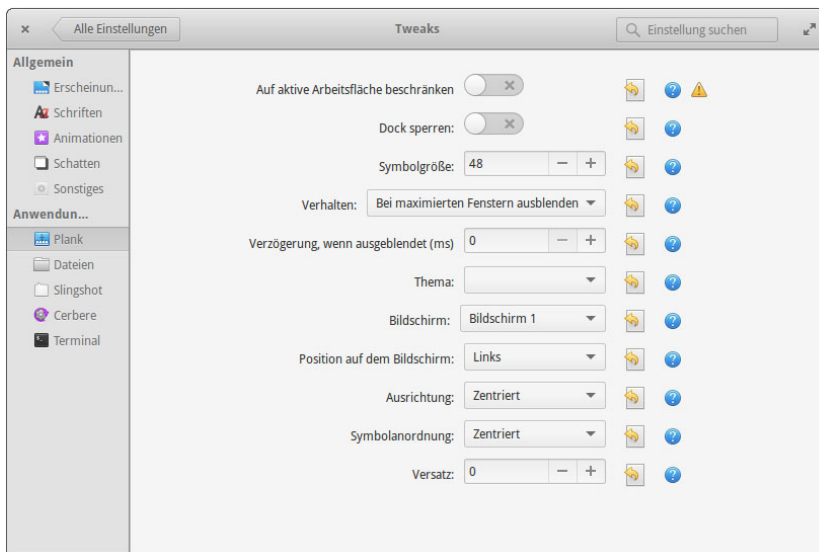 Alle Einstellungen
Tweaks
Einstellung suchen
Allgemein
Erscheinun...
Schriften
Animationen
Schatten
Sonstiges
Anwendun...
Plank
Dateien
Slingshot
Cerbere
Terminal
Auf aktive Arbeitsfläche beschränken
Dock sperren:
Symbolgröße: 48
Verhalten: Bei maximierten Fenstern ausblenden
Verzögerung, wenn ausgeblendet (ms) 0
Thema:
Bildschirm: Bildschirm 1
Position auf dem Bildschirm: Links
Ausrichtung: Zentriert
Symbolanordnung: Zentriert
Versatz: 0